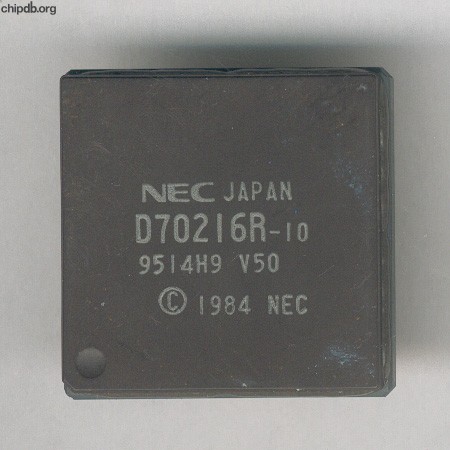 chipdb.org
NEC JAPAN
D70216R-10
9514H9 V50
© 1984 NEC